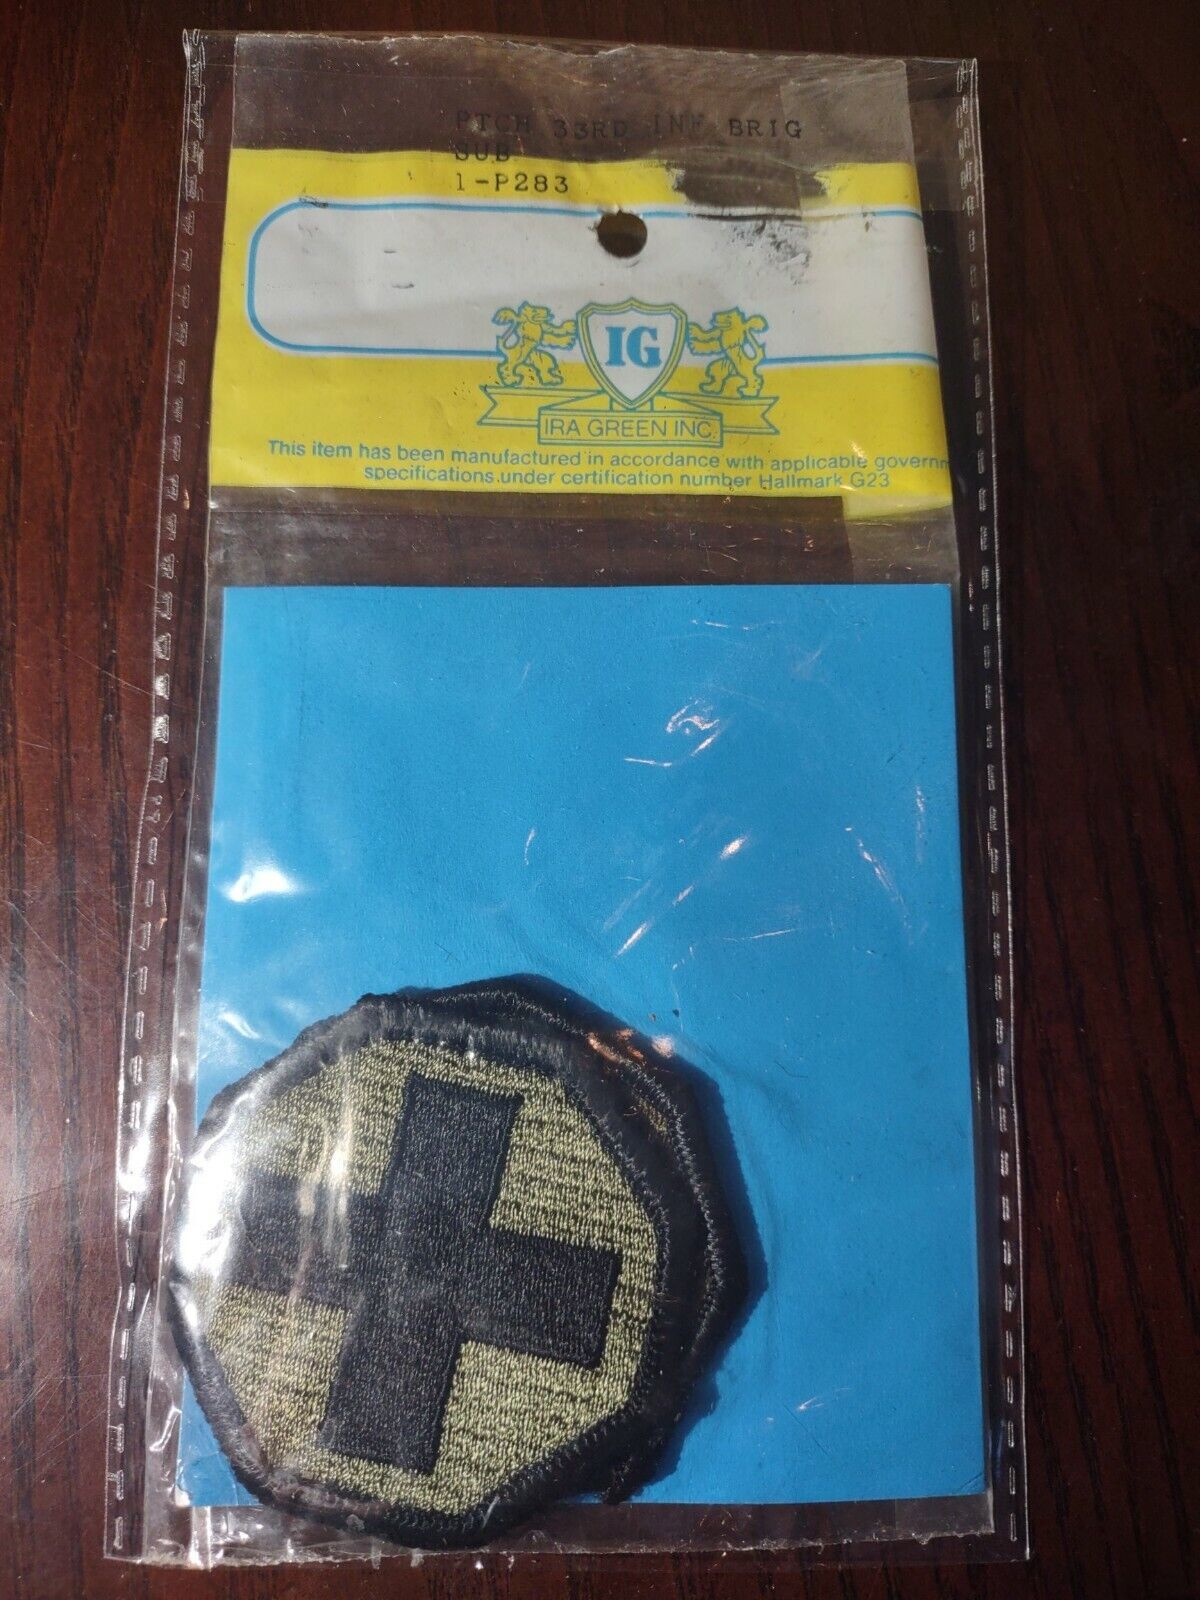 PTCH 33RD INF BRIG
SUB
1-P283
IG
IRA GREEN INC.
This item has been manufactured in accordance with applicable governm
specifications under certification number Hallmark G23